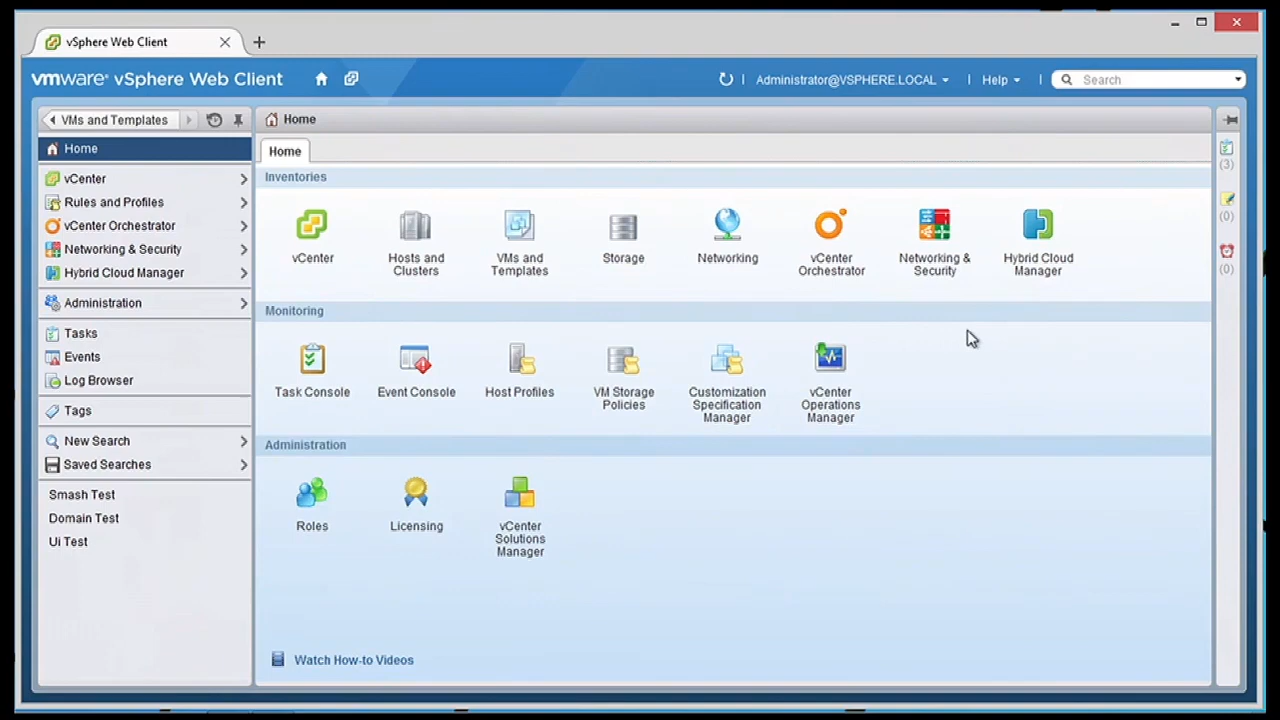 vSphere Web Client
vmware® vSphere Web Client
Administrator@VSPHERE.LOCAL
Help
Search
VMs and Templates
Home
vCenter
Rules and Profiles
vCenter Orchestrator
Networking & Security
Hybrid Cloud Manager
Administration
Tasks
Events
Log Browser
Tags
New Search
Saved Searches
Smash Test
Domain Test
Ui Test
Home
Home
Inventories
vCenter
Hosts and
Clusters
VMs and
Templates
Storage
Networking
vCenter
Orchestrator
Networking &
Security
Hybrid Cloud
Manager
Monitoring
Task Console
Event Console
Host Profiles
VM Storage
Policies
Customization
Specification
Manager
vCenter
Operations
Manager
Administration
Roles
Licensing
vCenter
Solutions
Manager
Watch How-to Videos
(3)
(0)
(0)